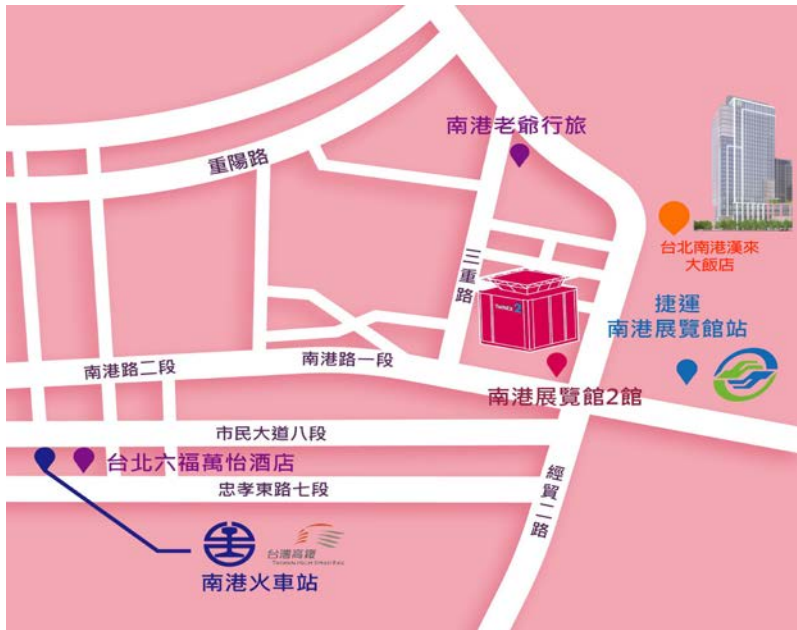 南港老爺行旅
重陽路
台北南港漢來
大飯店
三重路
TaiNEX 2
捷運
南港展覽館站
南港路一段
南港路二段
南港展覽館2館
市民大道八段
台北六福萬怡酒店
經貿二路
忠孝東路七段
台灣高鐵
南港火車站